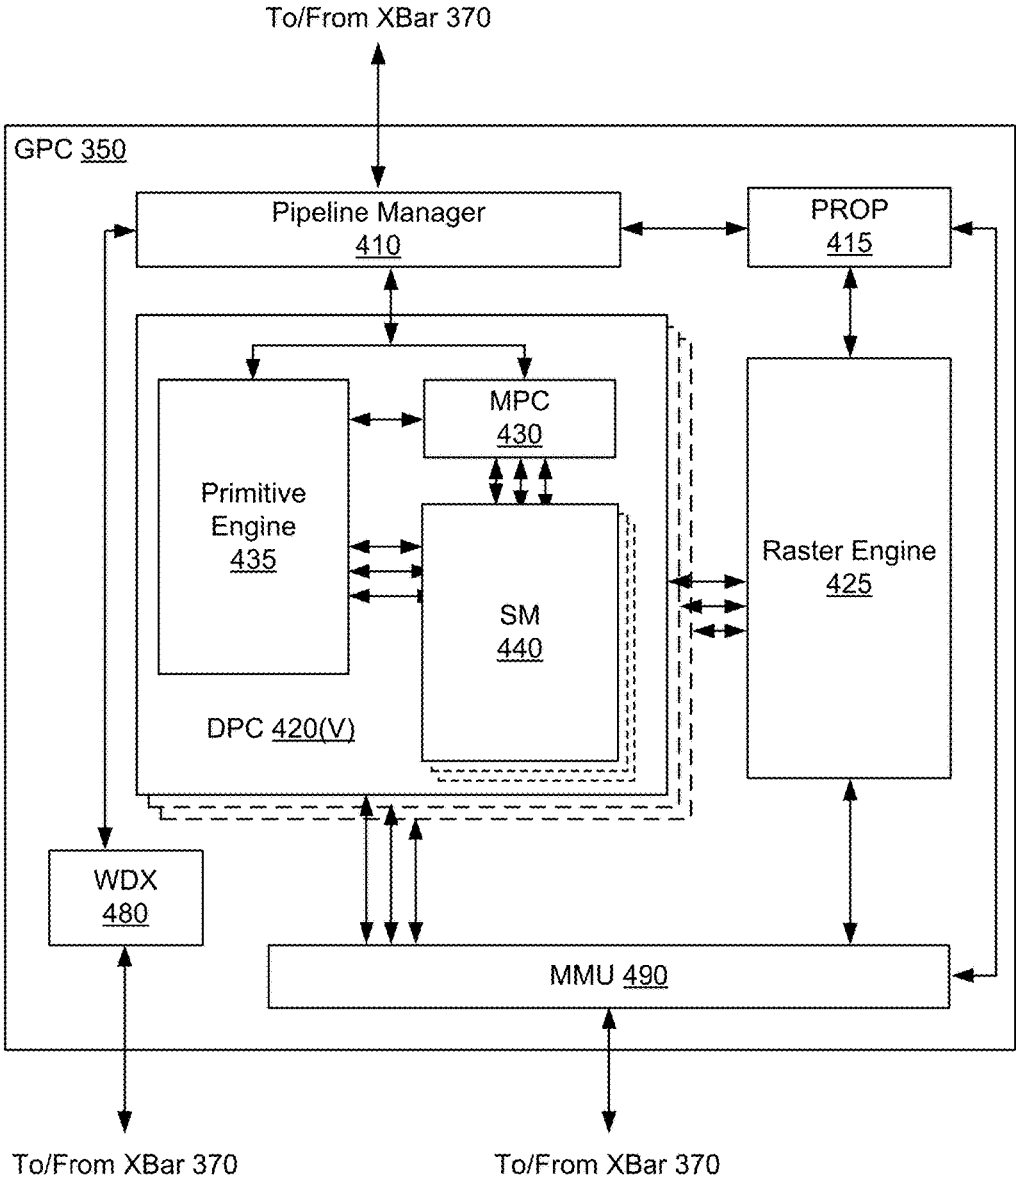 To/From XBar 370
GPC 350
Pipeline Manager
410
PROP
415
MPC
430
Primitive
Engine
435
Raster Engine
425
SM
440
DPC 420(V)
WDX
480
MMU 490
To/From XBar 370
To/From XBar 370